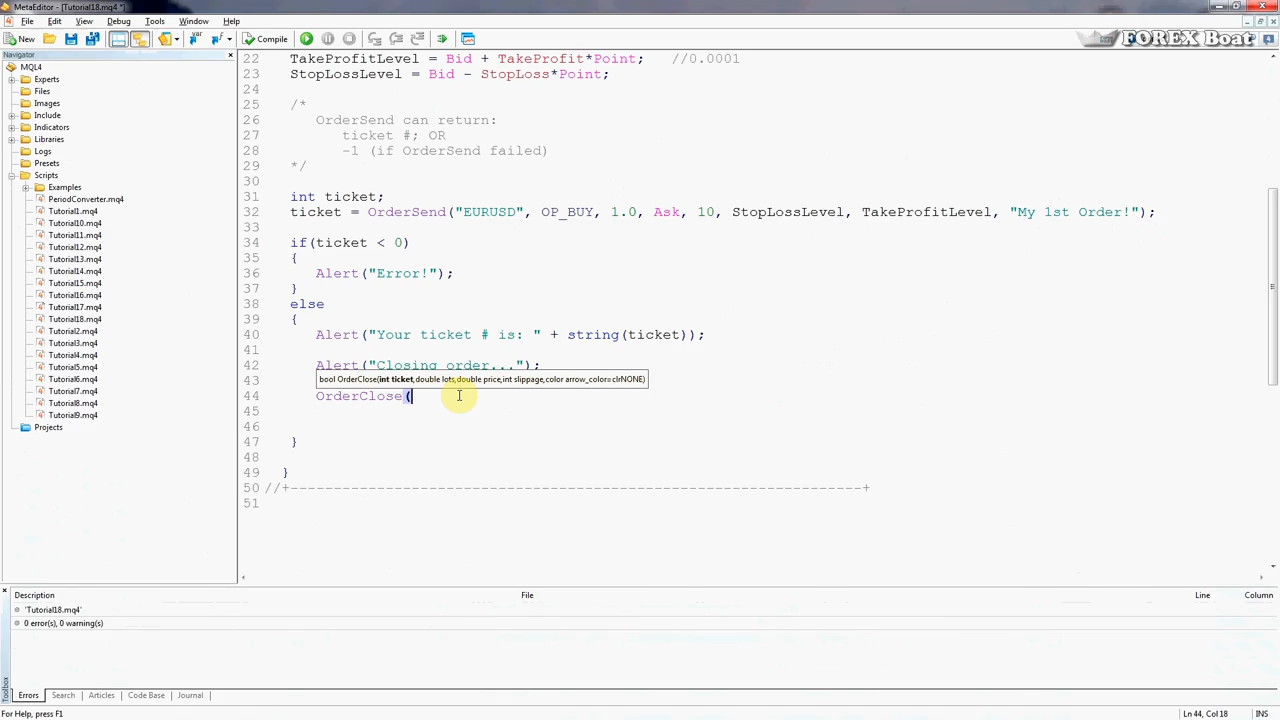 MetaEditor - [Tutorial18.mq4 *]
File Edit View Debug Tools Window Help
New Compile
FOREX Boat
Navigator
MQL4
Experts
Files
Images
Include
Indicators
Libraries
Logs
Presets
Scripts
Examples
PeriodConverter.mq4
Tutorial1.mq4
Tutorial10.mq4
Tutorial11.mq4
Tutorial12.mq4
Tutorial13.mq4
Tutorial14.mq4
Tutorial15.mq4
Tutorial16.mq4
Tutorial17.mq4
Tutorial18.mq4
Tutorial2.mq4
Tutorial3.mq4
Tutorial4.mq4
Tutorial5.mq4
Tutorial6.mq4
Tutorial7.mq4
Tutorial8.mq4
Tutorial9.mq4
Projects
22 TakeProfitLevel = Bid + TakeProfit*Point; //0.0001
23 StopLossLevel = Bid - StopLoss*Point;
24
25 /*
26 OrderSend can return:
27 ticket #; OR
28 -1 (if OrderSend failed)
29 */
30
31 int ticket;
32 ticket = OrderSend("EURUSD", OP_BUY, 1.0, Ask, 10, StopLossLevel, TakeProfitLevel, "My 1st Order!");
33
34 if(ticket < 0)
35 {
36 Alert("Error!");
37 }
38 else
39 {
40 Alert("Your ticket # is: " + string(ticket));
41
42 Alert("Closing order...");
43 bool OrderClose(int ticket,double lots,double price,int slippage,color arrow_color=clrNONE)
44 OrderClose(
45
46
47 }
48
49 }
50 //+------------------------------------------------------------------+
51
Description File Line Column
'Tutorial18.mq4'
0 error(s), 0 warning(s)
Toolbox
Errors Search Articles Code Base Journal
For Help, press F1 Ln 44, Col 18 INS